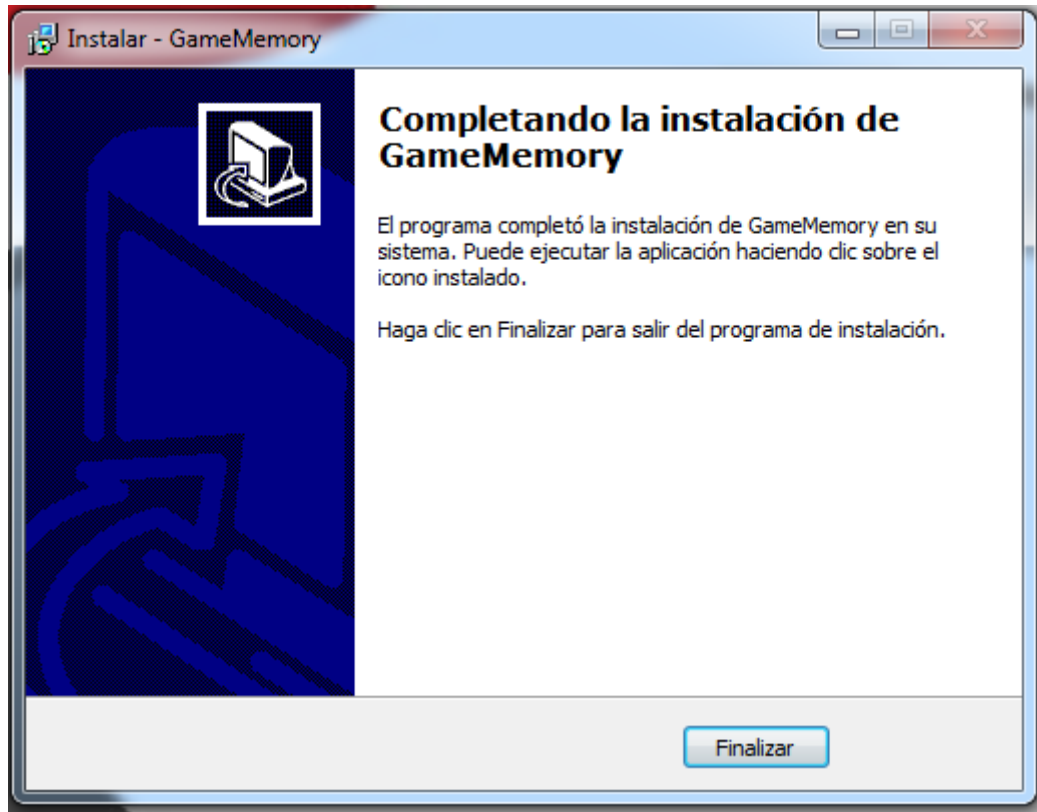 Instalar - GameMemory
Completando la instalación de
GameMemory
El programa completó la instalación de GameMemory en su
sistema. Puede ejecutar la aplicación haciendo clic sobre el
icono instalado.
Haga clic en Finalizar para salir del programa de instalación.
Finalizar